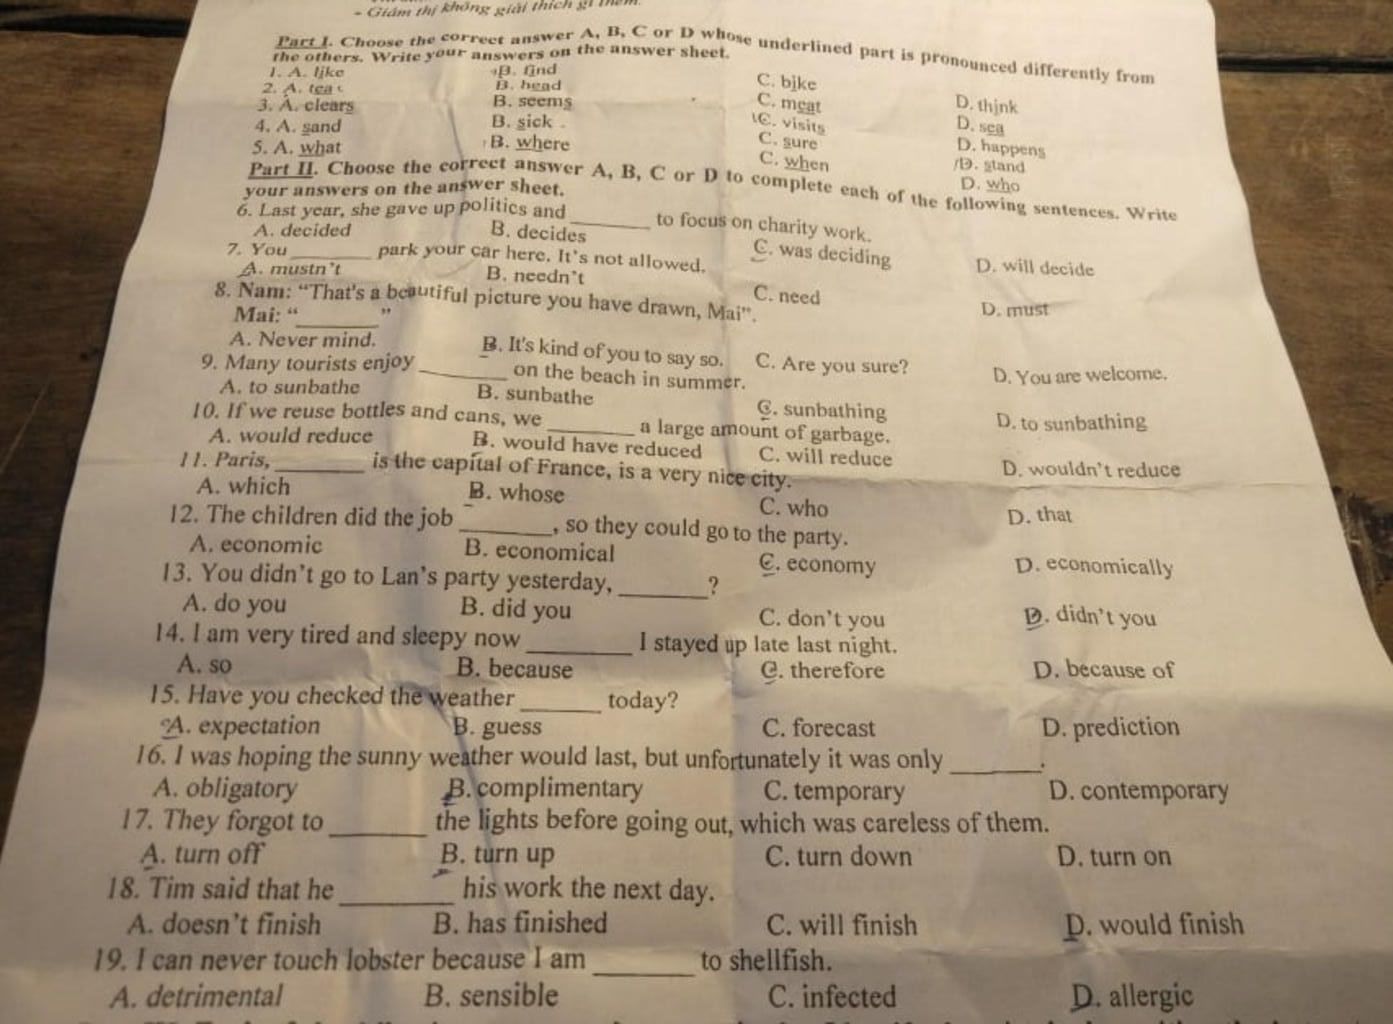 - Giám thị không giải thích gì thêm.
Part I. Choose the correct answer A, B, C or D whose underlined part is pronounced differently from
the others. Write your answers on the answer sheet.
1. A. like B. find C. bike D. think
2. A. tea B. head C. meat D. sea
3. A. clears B. seems C. visits D. happens
4. A. sand B. sick C. sure D. stand
5. A. what B. where C. when D. who
Part II. Choose the correct answer A, B, C or D to complete each of the following sentences. Write
your answers on the answer sheet.
6. Last year, she gave up politics and ________ to focus on charity work.
A. decided B. decides C. was deciding D. will decide
7. You ________ park your car here. It's not allowed.
A. mustn't B. needn't C. need D. must
8. Nam: “That's a beautiful picture you have drawn, Mai”.
Mai: “________”
A. Never mind. B. It's kind of you to say so. C. Are you sure? D. You are welcome.
9. Many tourists enjoy ________ on the beach in summer.
A. to sunbathe B. sunbathe C. sunbathing D. to sunbathing
10. If we reuse bottles and cans, we ________ a large amount of garbage.
A. would reduce B. would have reduced C. will reduce D. wouldn't reduce
11. Paris, ________ is the capital of France, is a very nice city.
A. which B. whose C. who D. that
12. The children did the job ________, so they could go to the party.
A. economic B. economical C. economy D. economically
13. You didn't go to Lan's party yesterday, ________?
A. do you B. did you C. don't you D. didn't you
14. I am very tired and sleepy now ________ I stayed up late last night.
A. so B. because C. therefore D. because of
15. Have you checked the weather ________ today?
A. expectation B. guess C. forecast D. prediction
16. I was hoping the sunny weather would last, but unfortunately it was only ________.
A. obligatory B. complimentary C. temporary D. contemporary
17. They forgot to ________ the lights before going out, which was careless of them.
A. turn off B. turn up C. turn down D. turn on
18. Tim said that he ________ his work the next day.
A. doesn't finish B. has finished C. will finish D. would finish
19. I can never touch lobster because I am ________ to shellfish.
A. detrimental B. sensible C. infected D. allergic